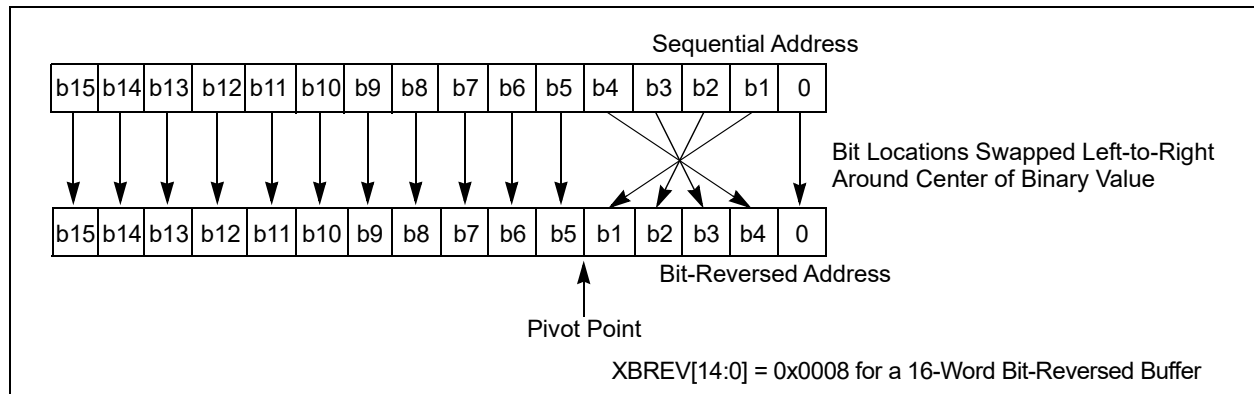 Sequential Address
b15 b14 b13 b12 b11 b10 b9 b8 b7 b6 b5 b4 b3 b2 b1 0
Bit Locations Swapped Left-to-Right
Around Center of Binary Value
b15 b14 b13 b12 b11 b10 b9 b8 b7 b6 b5 b1 b2 b3 b4 0
Bit-Reversed Address
Pivot Point
XBREV[14:0] = 0x0008 for a 16-Word Bit-Reversed Buffer